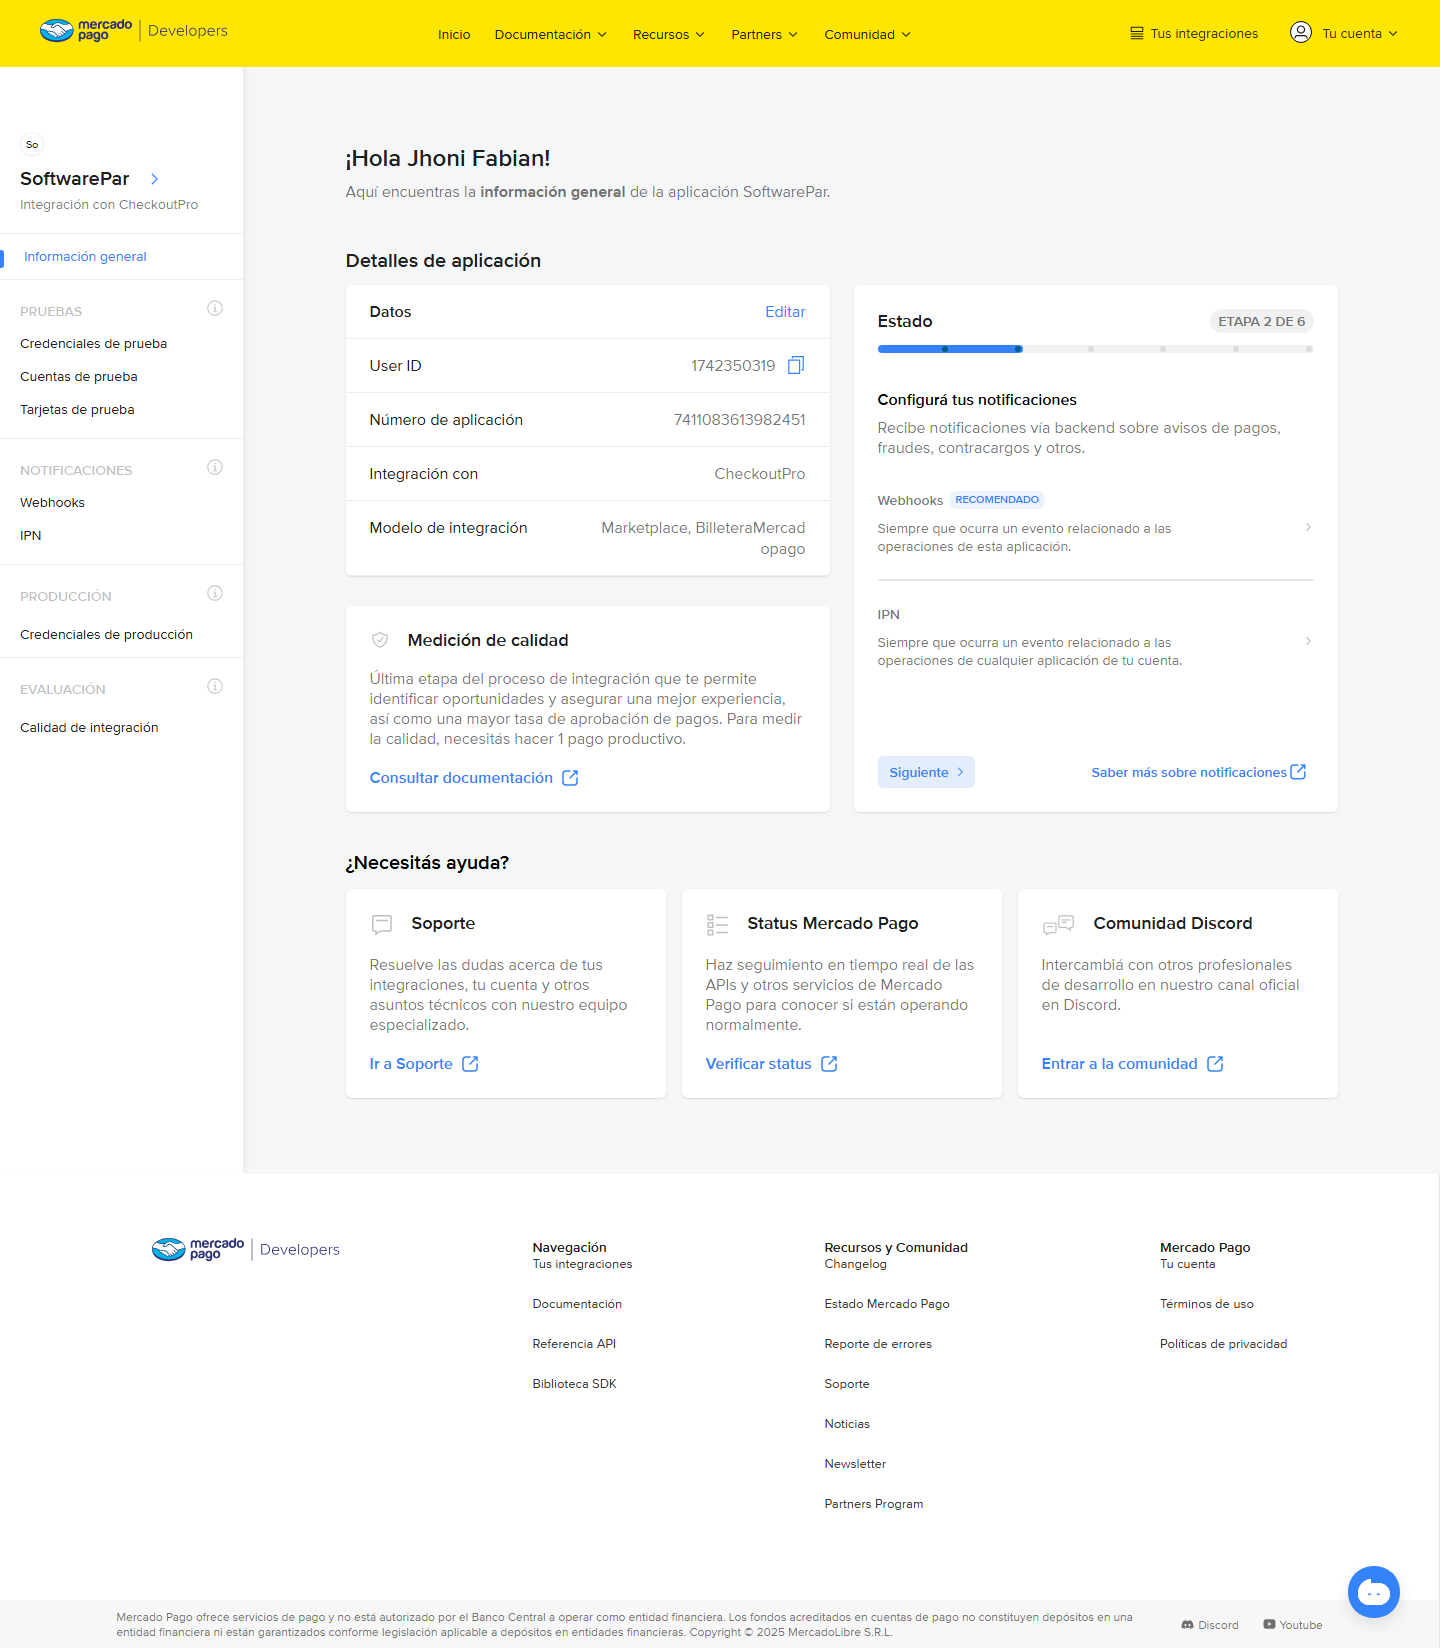 mercado pago | Developers
Inicio
Documentación
Recursos
Partners
Comunidad
Tus integraciones
Tu cuenta
So
SoftwarePar
Integración con CheckoutPro
Información general
PRUEBAS
Credenciales de prueba
Cuentas de prueba
Tarjetas de prueba
NOTIFICACIONES
Webhooks
IPN
PRODUCCIÓN
Credenciales de producción
EVALUACIÓN
Calidad de integración
¡Hola Jhoni Fabian!
Aquí encuentras la información general de la aplicación SoftwarePar.
Detalles de aplicación
Datos
Editar
User ID
1742350319
Número de aplicación
7411083613982451
Integración con
CheckoutPro
Modelo de integración
Marketplace, BilleteraMercad
opago
Medición de calidad
Última etapa del proceso de integración que te permite
identificar oportunidades y asegurar una mejor experiencia,
así como una mayor tasa de aprobación de pagos. Para medir
la calidad, necesitás hacer 1 pago productivo.
Consultar documentación
Estado
ETAPA 2 DE 6
Configurá tus notificaciones
Recibe notificaciones vía backend sobre avisos de pagos,
fraudes, contracargos y otros.
Webhooks
RECOMENDADO
Siempre que ocurra un evento relacionado a las
operaciones de esta aplicación.
IPN
Siempre que ocurra un evento relacionado a las
operaciones de cualquier aplicación de tu cuenta.
Siguiente
Saber más sobre notificaciones
¿Necesitás ayuda?
Soporte
Resuelve las dudas acerca de tus
integraciones, tu cuenta y otros
asuntos técnicos con nuestro equipo
especializado.
Ir a Soporte
Status Mercado Pago
Haz seguimiento en tiempo real de las
APIs y otros servicios de Mercado
Pago para conocer si están operando
normalmente.
Verificar status
Comunidad Discord
Intercambiá con otros profesionales
de desarrollo en nuestro canal oficial
en Discord.
Entrar a la comunidad
mercado pago | Developers
Navegación
Tus integraciones
Documentación
Referencia API
Biblioteca SDK
Recursos y Comunidad
Changelog
Estado Mercado Pago
Reporte de errores
Soporte
Noticias
Newsletter
Partners Program
Mercado Pago
Tu cuenta
Términos de uso
Políticas de privacidad
Mercado Pago ofrece servicios de pago y no está autorizado por el Banco Central a operar como entidad financiera. Los fondos acreditados en cuentas de pago no constituyen depósitos en una
entidad financiera ni están garantizados conforme legislación aplicable a depósitos en entidades financieras. Copyright © 2025 MercadoLibre S.R.L.
Discord
Youtube